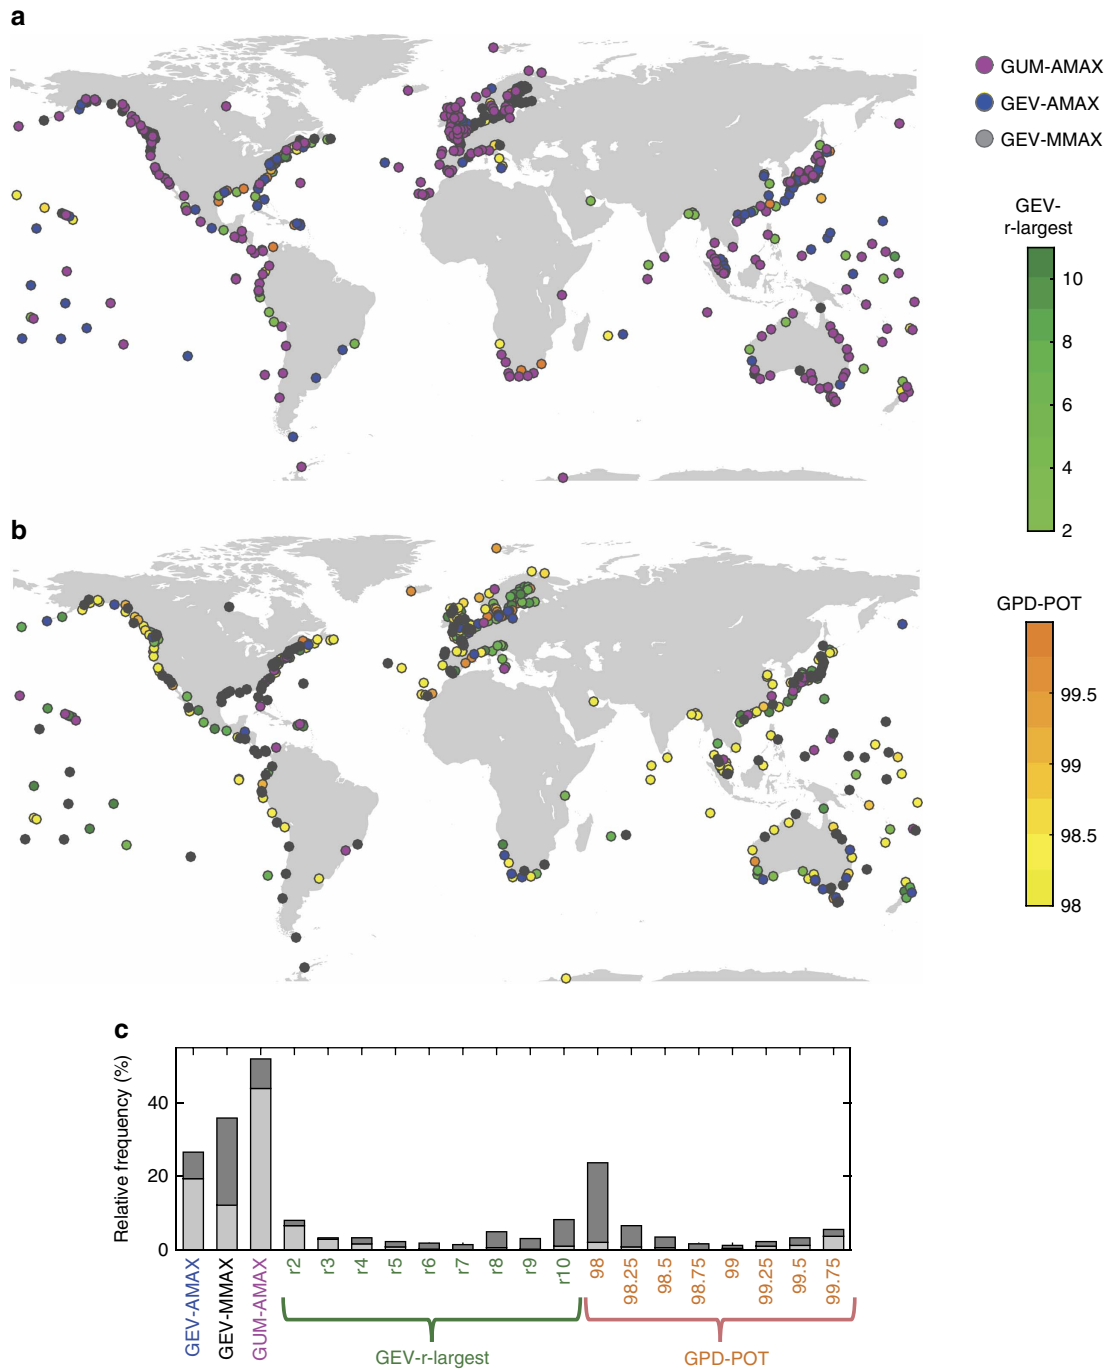 a
GUM-AMAX
GEV-AMAX
GEV-MMAX
GEV-
r-largest
10
8
6
4
2
b
GPD-POT
99.5
99
98.5
98
c
Relative frequency (%)
40
20
0
GEV-AMAX
GEV-MMAX
GUM-AMAX
r2
r3
r4
r5
r6
r7
r8
r9
r10
98
98.25
98.5
98.75
99
99.25
99.5
99.75
GEV-r-largest
GPD-POT